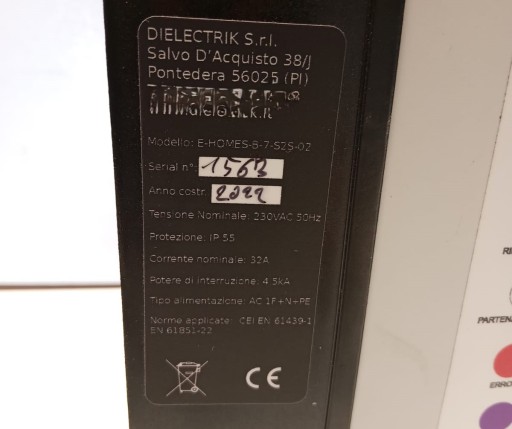 DIELECTRIK S.r.l.
Salvo D'Acquisto 38/J
Pontedera 56025 (PI)
Modello: E-HOMES-B-7-S2S-02
Serial n°: 1563
Anno costr. 2022
Tensione Nominale: 230VAC 50Hz
Protezione: IP 55
Corrente nominale: 32A
Potere di interruzione: 4.5kA
Tipo alimentazione: AC 1F+N+PE
Norme applicate: CEI EN 61439-1
EN 61851-22
CE